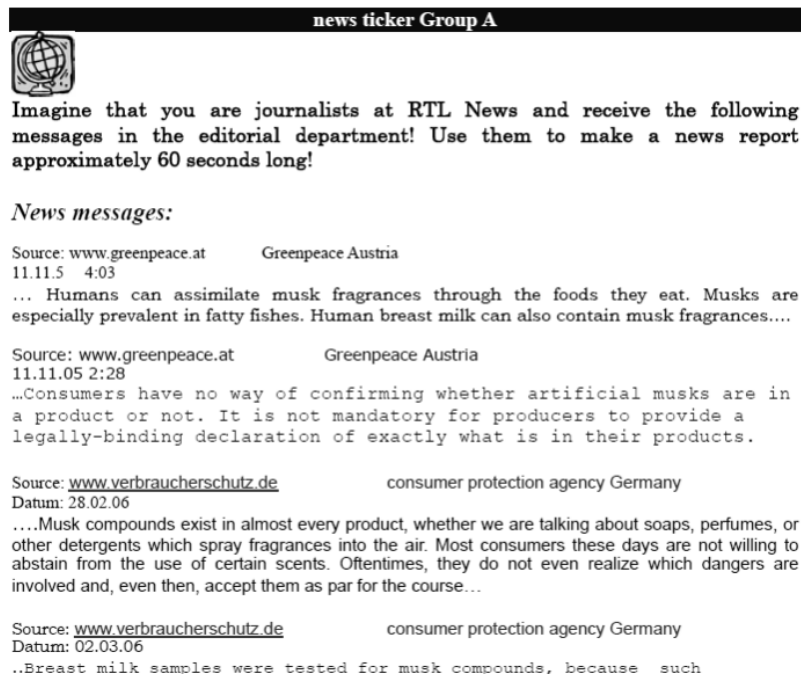 news ticker Group A
Imagine that you are journalists at RTL News and receive the following
messages in the editorial department! Use them to make a news report
approximately 60 seconds long!
News messages:
Source: www.greenpeace.at Greenpeace Austria
11.11.5 4:03
… Humans can assimilate musk fragrances through the foods they eat. Musks are
especially prevalent in fatty fishes. Human breast milk can also contain musk fragrances….
Source: www.greenpeace.at Greenpeace Austria
11.11.05 2:28
…Consumers have no way of confirming whether artificial musks are in
a product or not. It is not mandatory for producers to provide a
legally-binding declaration of exactly what is in their products.
Source: www.verbraucherschutz.de consumer protection agency Germany
Datum: 28.02.06
….Musk compounds exist in almost every product, whether we are talking about soaps, perfumes, or
other detergents which spray fragrances into the air. Most consumers these days are not willing to
abstain from the use of certain scents. Oftentimes, they do not even realize which dangers are
involved and, even then, accept them as par for the course…
Source: www.verbraucherschutz.de consumer protection agency Germany
Datum: 02.03.06
..Breast milk samples were tested for musk compounds, because such